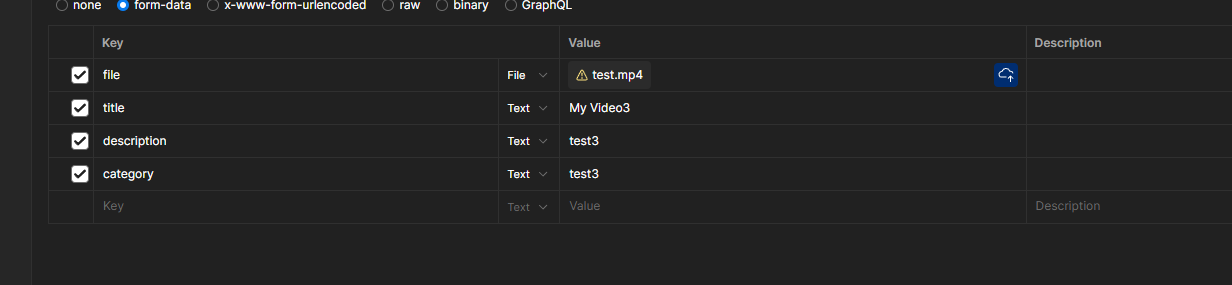 none form-data x-www-form-urlencoded raw binary GraphQL
Key Value Description
file File test.mp4
title Text My Video3
description Text test3
category Text test3
Key Text Value Description